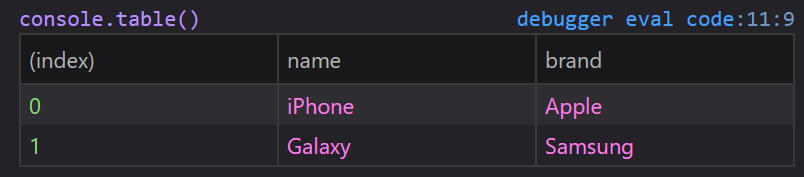 console.table() debugger eval code:11:9
(index) name brand
0 iPhone Apple
1 Galaxy Samsung